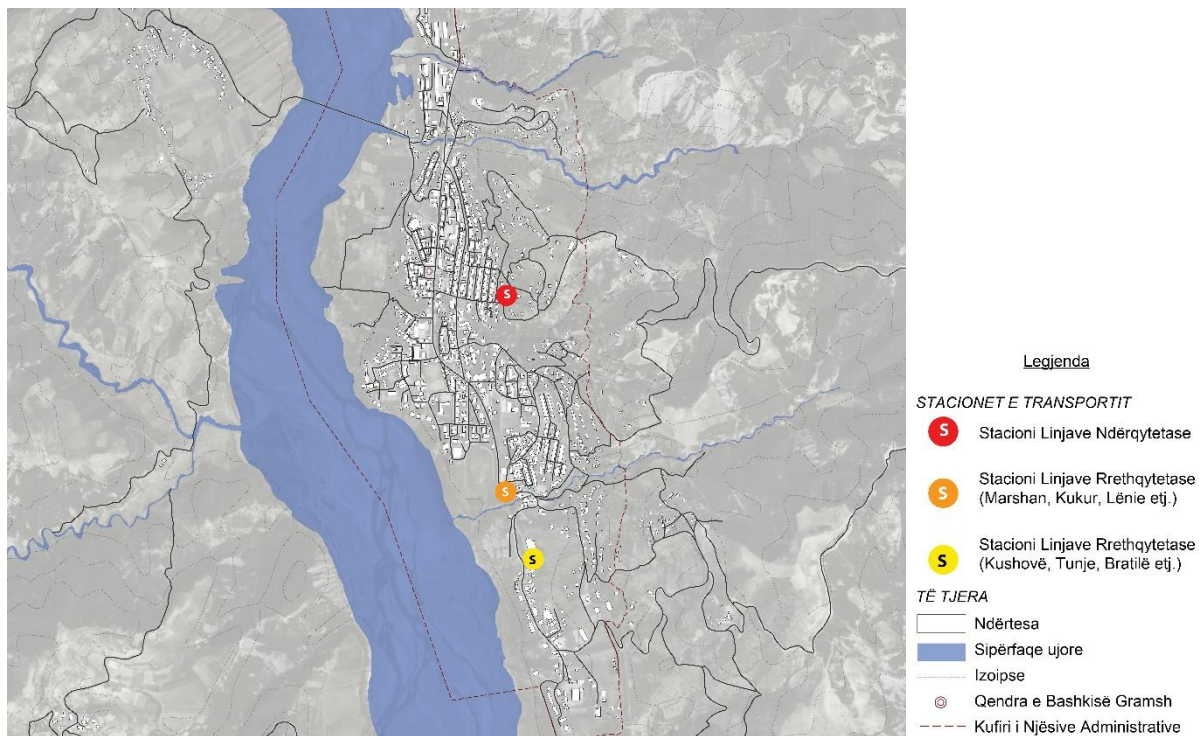 S
S
S
Legjenda
STACIONET E TRANSPORTIT
S Stacioni Linjave Ndërqytetase
S Stacioni Linjave Rrethqytetase
(Marshan, Kukur, Lënie etj.)
S Stacioni Linjave Rrethqytetase
(Kushovë, Tunje, Bratilë etj.)
TË TJERA
Ndërtesa
Sipërfaqe ujore
Izoipse
Qendra e Bashkisë Gramsh
Kufiri i Njësive Administrative